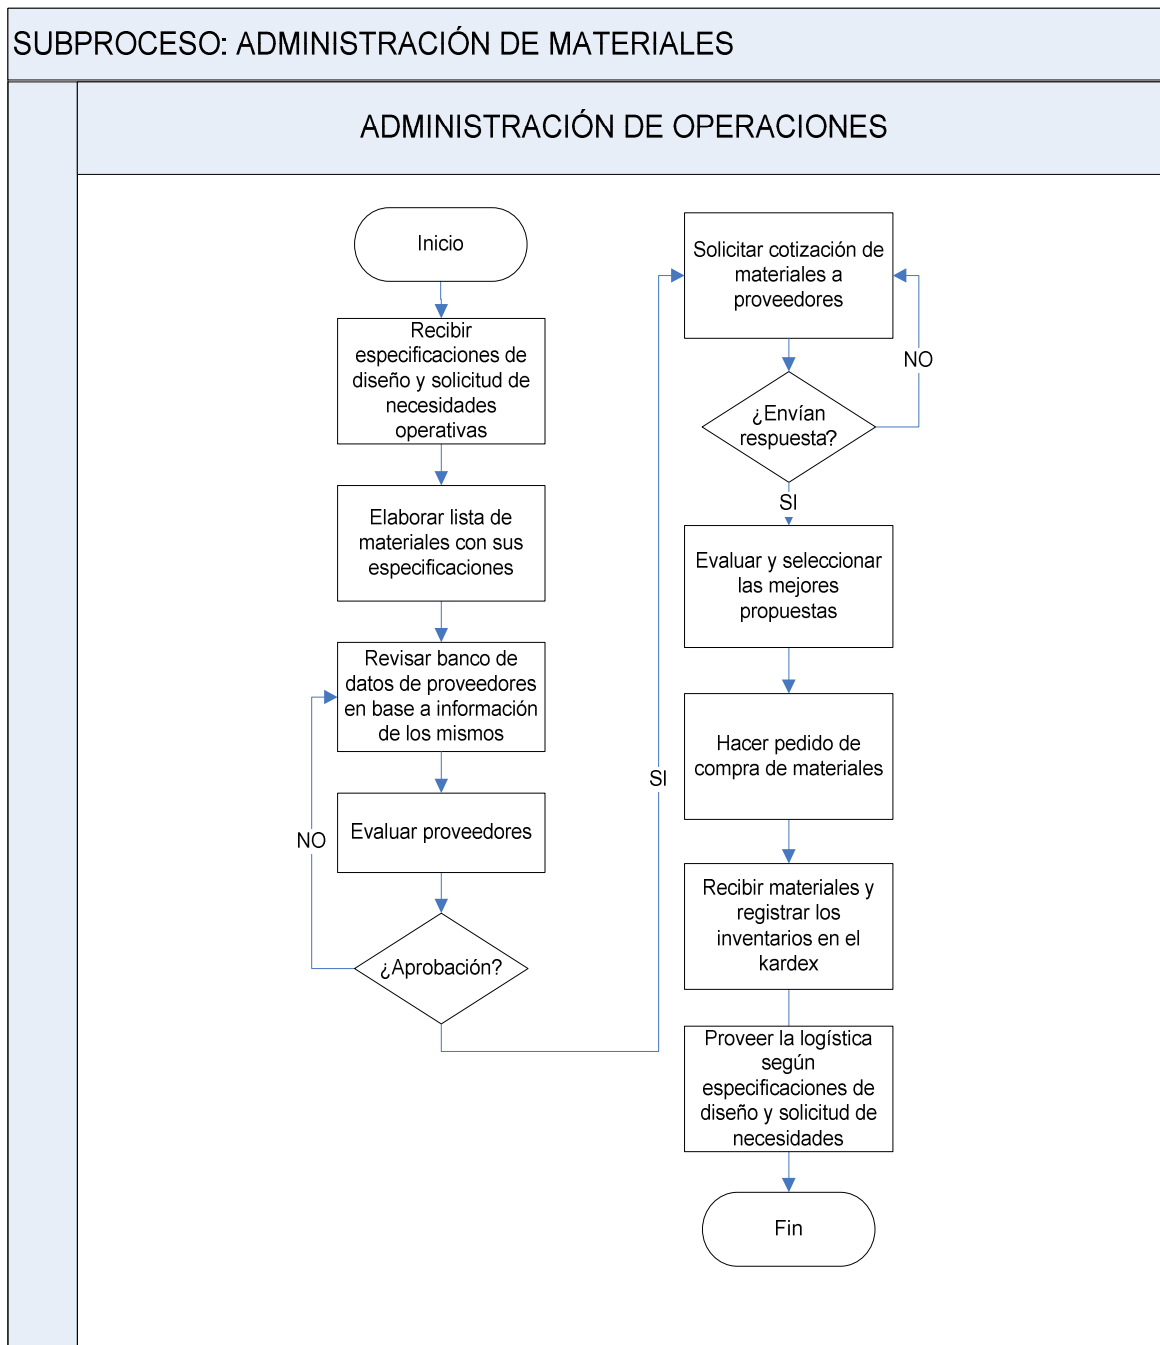 SUBPROCESO: ADMINISTRACIÓN DE MATERIALES
ADMINISTRACIÓN DE OPERACIONES
Inicio
Recibir
especificaciones de
diseño y solicitud de
necesidades
operativas
Elaborar lista de
materiales con sus
especificaciones
Revisar banco de
datos de proveedores
en base a información
de los mismos
Evaluar proveedores
NO
¿Aprobación?
SI
Solicitar cotización de
materiales a
proveedores
NO
¿Envían
respuesta?
SI
Evaluar y seleccionar
las mejores
propuestas
Hacer pedido de
compra de materiales
Recibir materiales y
registrar los
inventarios en el
kardex
Proveer la logística
según
especificaciones de
diseño y solicitud de
necesidades
Fin